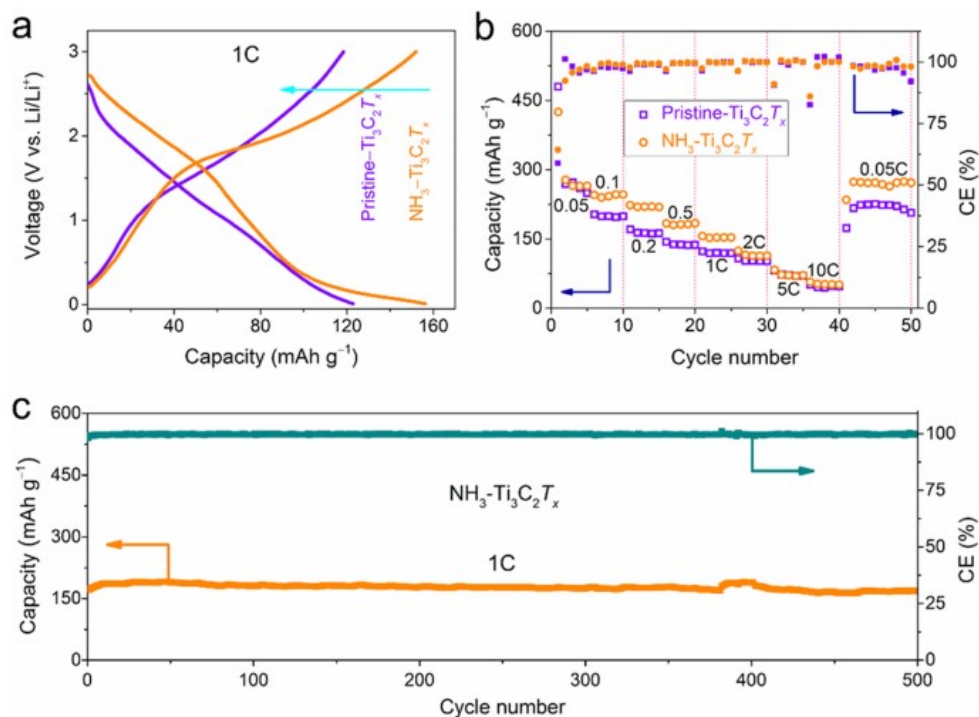 a
1C
Voltage (V vs. Li/Li⁺)
3
2
1
0
0 40 80 120 160
Capacity (mAh g⁻¹)
Pristine–Ti₃C₂Tₓ
NH₃–Ti₃C₂Tₓ
b
Capacity (mAh g⁻¹)
600
450
300
150
0
Pristine-Ti₃C₂Tₓ
NH₃-Ti₃C₂Tₓ
0.05
0.1
0.2
0.5
1C
2C
5C
10C
0.05C
100
75
50
25
0
CE (%)
0 10 20 30 40 50
Cycle number
c
Capacity (mAh g⁻¹)
600
450
300
150
0
NH₃-Ti₃C₂Tₓ
1C
100
75
50
25
0
CE (%)
0 100 200 300 400 500
Cycle number